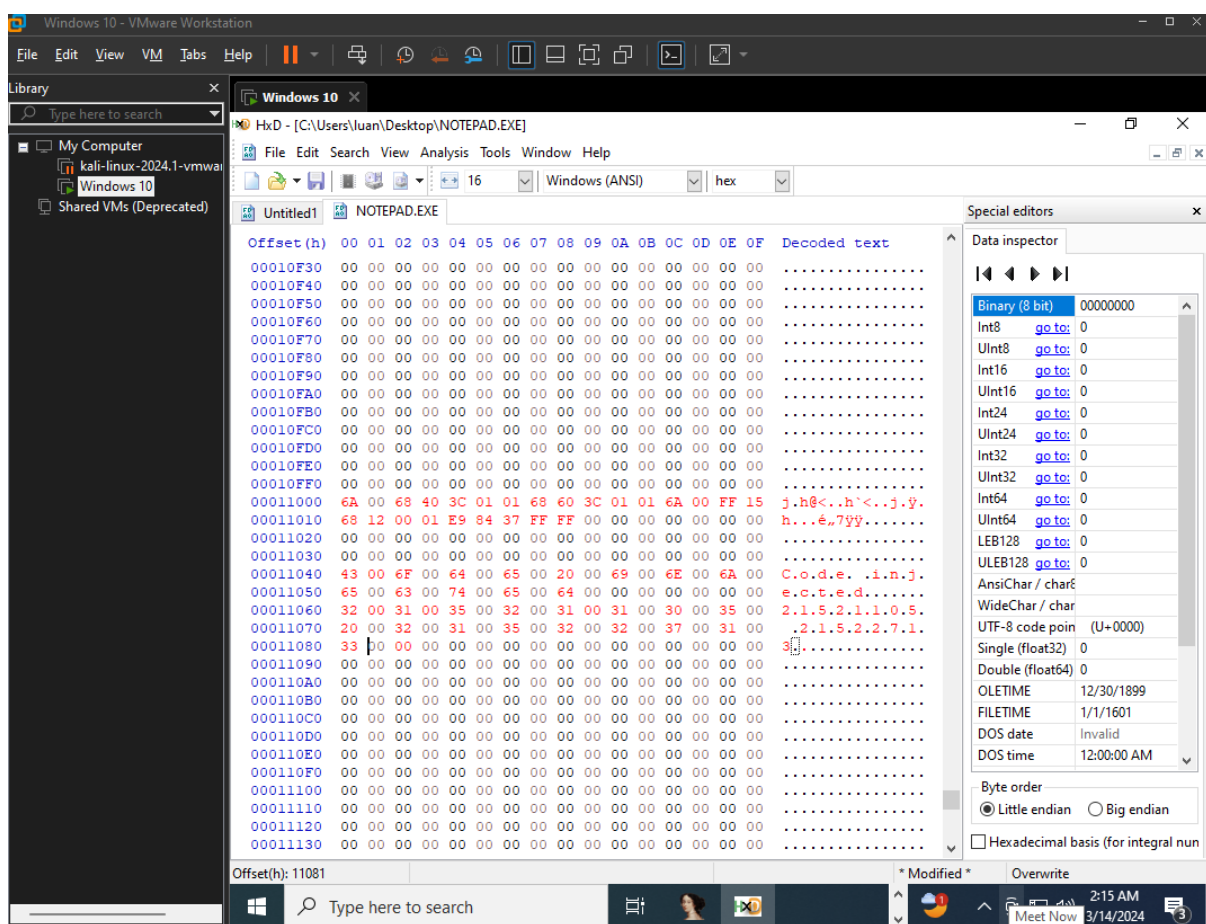 Windows 10 - VMware Workstation
File Edit View VM Tabs Help
Library
Type here to search
My Computer
kali-linux-2024.1-vmwar
Windows 10
Shared VMs (Deprecated)
Windows 10
HxD - [C:\Users\luan\Desktop\NOTEPAD.EXE]
File Edit Search View Analysis Tools Window Help
16 Windows (ANSI) hex
Untitled1 NOTEPAD.EXE
Offset(h) 00 01 02 03 04 05 06 07 08 09 0A 0B 0C 0D 0E 0F Decoded text
00010F30 00 00 00 00 00 00 00 00 00 00 00 00 00 00 00 00 ................
00010F40 00 00 00 00 00 00 00 00 00 00 00 00 00 00 00 00 ................
00010F50 00 00 00 00 00 00 00 00 00 00 00 00 00 00 00 00 ................
00010F60 00 00 00 00 00 00 00 00 00 00 00 00 00 00 00 00 ................
00010F70 00 00 00 00 00 00 00 00 00 00 00 00 00 00 00 00 ................
00010F80 00 00 00 00 00 00 00 00 00 00 00 00 00 00 00 00 ................
00010F90 00 00 00 00 00 00 00 00 00 00 00 00 00 00 00 00 ................
00010FA0 00 00 00 00 00 00 00 00 00 00 00 00 00 00 00 00 ................
00010FB0 00 00 00 00 00 00 00 00 00 00 00 00 00 00 00 00 ................
00010FC0 00 00 00 00 00 00 00 00 00 00 00 00 00 00 00 00 ................
00010FD0 00 00 00 00 00 00 00 00 00 00 00 00 00 00 00 00 ................
00010FE0 00 00 00 00 00 00 00 00 00 00 00 00 00 00 00 00 ................
00010FF0 00 00 00 00 00 00 00 00 00 00 00 00 00 00 00 00 ................
00011000 6A 00 68 40 3C 01 01 68 60 3C 01 01 6A 00 FF 15 j.h@<..h`<..j.ÿ.
00011010 68 12 00 01 E9 84 37 FF FF 00 00 00 00 00 00 00 h...é„7ÿÿ.......
00011020 00 00 00 00 00 00 00 00 00 00 00 00 00 00 00 00 ................
00011030 00 00 00 00 00 00 00 00 00 00 00 00 00 00 00 00 ................
00011040 43 00 6F 00 64 00 65 00 20 00 69 00 6E 00 6A 00 C.o.d.e. .i.n.j.
00011050 65 00 63 00 74 00 65 00 64 00 00 00 00 00 00 00 e.c.t.e.d.......
00011060 32 00 31 00 35 00 32 00 31 00 31 00 30 00 35 00 2.1.5.2.1.1.0.5.
00011070 20 00 32 00 31 00 35 00 32 00 32 00 37 00 31 00 .2.1.5.2.2.7.1.
00011080 33 00 00 00 00 00 00 00 00 00 00 00 00 00 00 00 3...............
00011090 00 00 00 00 00 00 00 00 00 00 00 00 00 00 00 00 ................
000110A0 00 00 00 00 00 00 00 00 00 00 00 00 00 00 00 00 ................
000110B0 00 00 00 00 00 00 00 00 00 00 00 00 00 00 00 00 ................
000110C0 00 00 00 00 00 00 00 00 00 00 00 00 00 00 00 00 ................
000110D0 00 00 00 00 00 00 00 00 00 00 00 00 00 00 00 00 ................
000110E0 00 00 00 00 00 00 00 00 00 00 00 00 00 00 00 00 ................
000110F0 00 00 00 00 00 00 00 00 00 00 00 00 00 00 00 00 ................
00011100 00 00 00 00 00 00 00 00 00 00 00 00 00 00 00 00 ................
00011110 00 00 00 00 00 00 00 00 00 00 00 00 00 00 00 00 ................
00011120 00 00 00 00 00 00 00 00 00 00 00 00 00 00 00 00 ................
00011130 00 00 00 00 00 00 00 00 00 00 00 00 00 00 00 00 ................
Special editors
Data inspector
Binary (8 bit) 00000000
Int8 go to: 0
UInt8 go to: 0
Int16 go to: 0
UInt16 go to: 0
Int24 go to: 0
UInt24 go to: 0
Int32 go to: 0
UInt32 go to: 0
Int64 go to: 0
UInt64 go to: 0
LEB128 go to: 0
ULEB128 go to: 0
AnsiChar / char8
WideChar / char
UTF-8 code poin (U+0000)
Single (float32) 0
Double (float64) 0
OLETIME 12/30/1899
FILETIME 1/1/1601
DOS date Invalid
DOS time 12:00:00 AM
Byte order
Little endian Big endian
Hexadecimal basis (for integral nun
Offset(h): 11081 * Modified * Overwrite
Type here to search
2:15 AM
Meet Now 3/14/2024
3